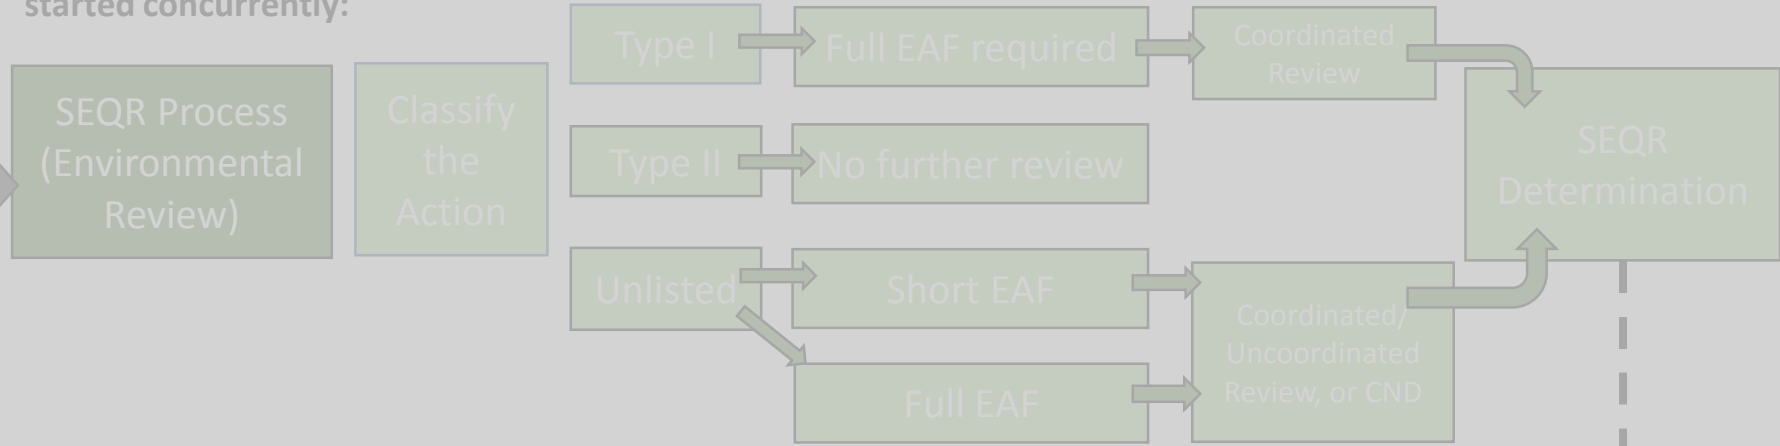 started concurrently:
SEQR Process
(Environmental
Review)
Classify
the
Action
Type I
Full EAF required
Coordinated
Review
Type II
No further review
Unlisted
Short EAF
Full EAF
Coordinated/
Uncoordinated
Review, or CND
SEQR
Determination